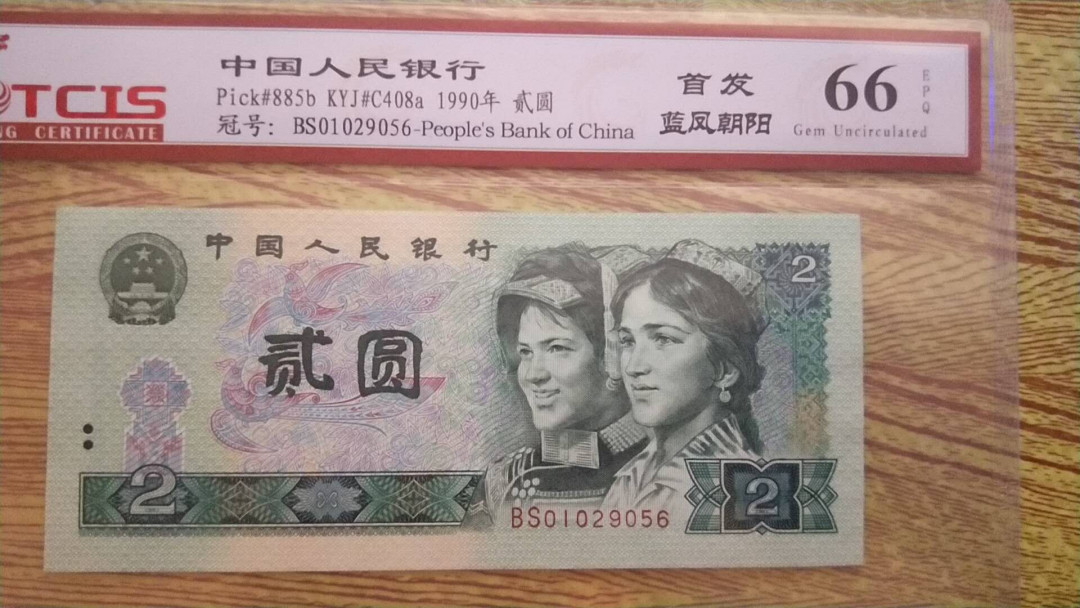 中国人民银行
Pick#885b KYJ#C408a 1990年 贰圆
冠号: BS01029056-People's Bank of China
TCIS
NG CERTIFICATE
首发
蓝凤朝阳
66
EPQ
Gem Uncirculated
中国人民银行
2
贰圆
2
BS01029056
2